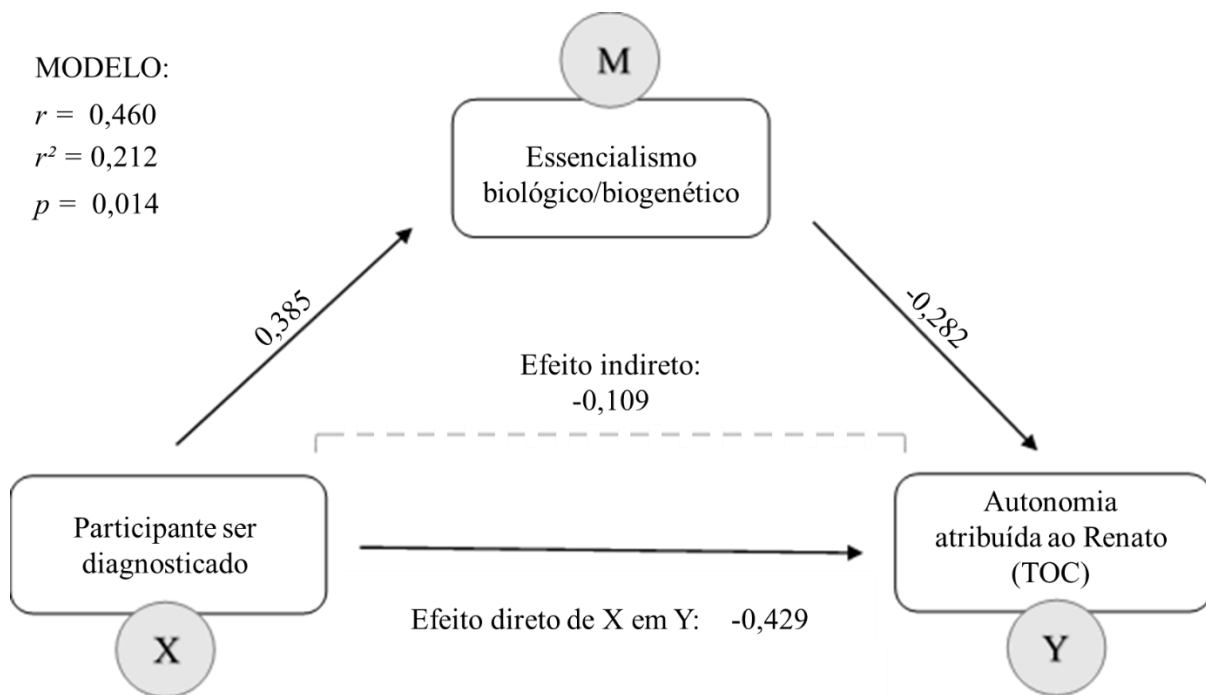 MODELO:
r = 0,460
r² = 0,212
p = 0,014
M
Essencialismo
biológico/biogenético
0,385
-0,282
Efeito indireto:
-0,109
Participante ser
diagnosticado
X
Efeito direto de X em Y: -0,429
Autonomia
atribuída ao Renato
(TOC)
Y